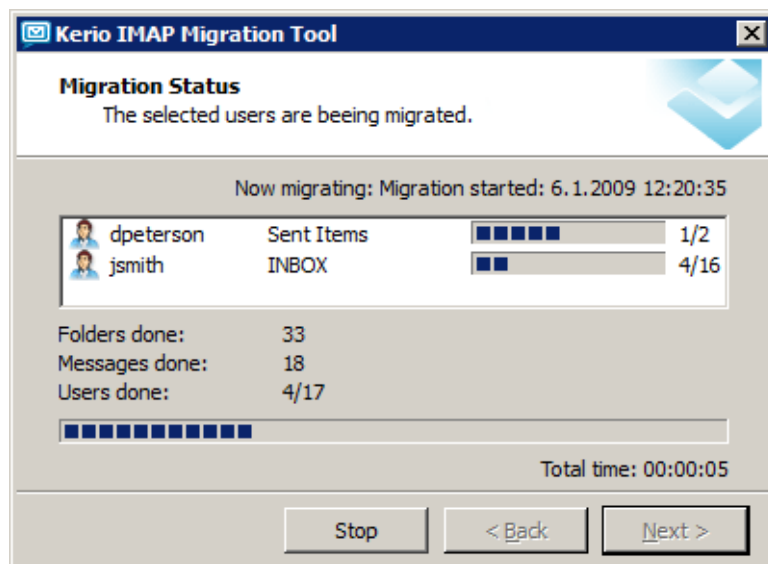 Kerio IMAP Migration Tool
Migration Status
The selected users are beeing migrated.
Now migrating: Migration started: 6.1.2009 12:20:35
dpeterson Sent Items 1/2
jsmith INBOX 4/16
Folders done: 33
Messages done: 18
Users done: 4/17
Total time: 00:00:05
Stop < Back Next >